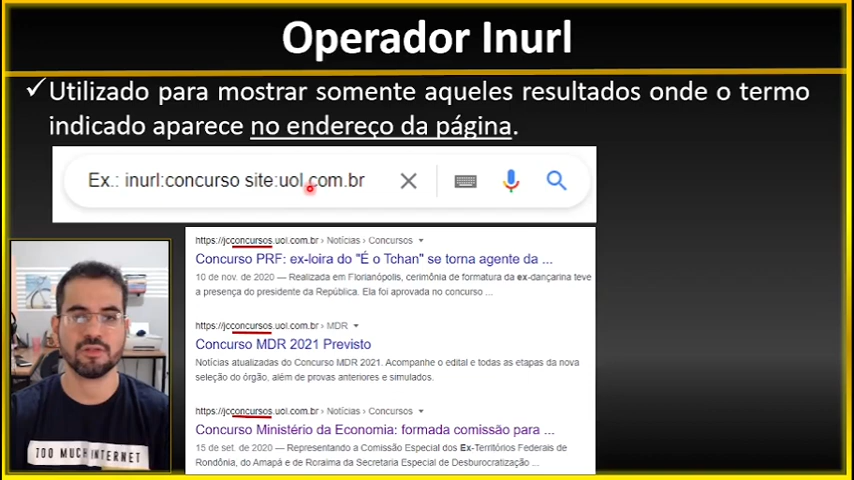 Operador Inurl
✓Utilizado para mostrar somente aqueles resultados onde o termo
indicado aparece no endereço da página.
Ex.: inurl:concurso site:uol.com.br
https://jcconcursos.uol.com.br › Notícias › Concursos
Concurso PRF: ex-loira do "É o Tchan" se torna agente da ...
10 de nov. de 2020 — Realizada em Florianópolis, cerimônia de formatura da ex-dançarina teve
a presença do presidente da República. Ela foi aprovada no concurso ...
https://jcconcursos.uol.com.br › MDR
Concurso MDR 2021 Previsto
Notícias atualizadas do Concurso MDR 2021. Acompanhe o edital e todas as etapas da nova
seleção do órgão, além de provas anteriores e simulados.
https://jcconcursos.uol.com.br › Notícias › Concursos
Concurso Ministério da Economia: formada comissão para ...
15 de set. de 2020 — Representando a Comissão Especial dos Ex-Territórios Federais de
Rondônia, do Amapá e de Roraima da Secretaria Especial de Desburocratização ...
TOO MUCH INTERNET